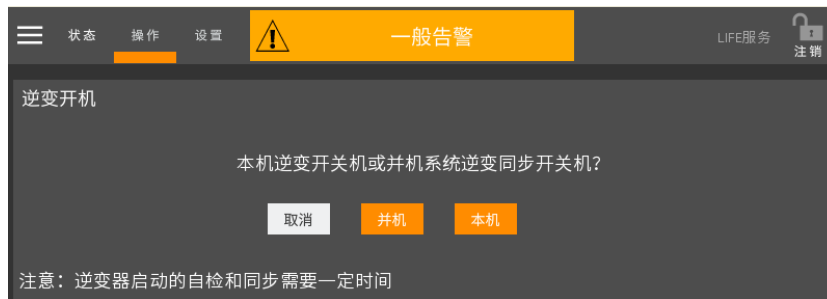 状态 操作 设置 一般告警 LIFE服务 注销
逆变开机
本机逆变开关机或并机系统逆变同步开关机?
取消 并机 本机
注意：逆变器启动的自检和同步需要一定时间